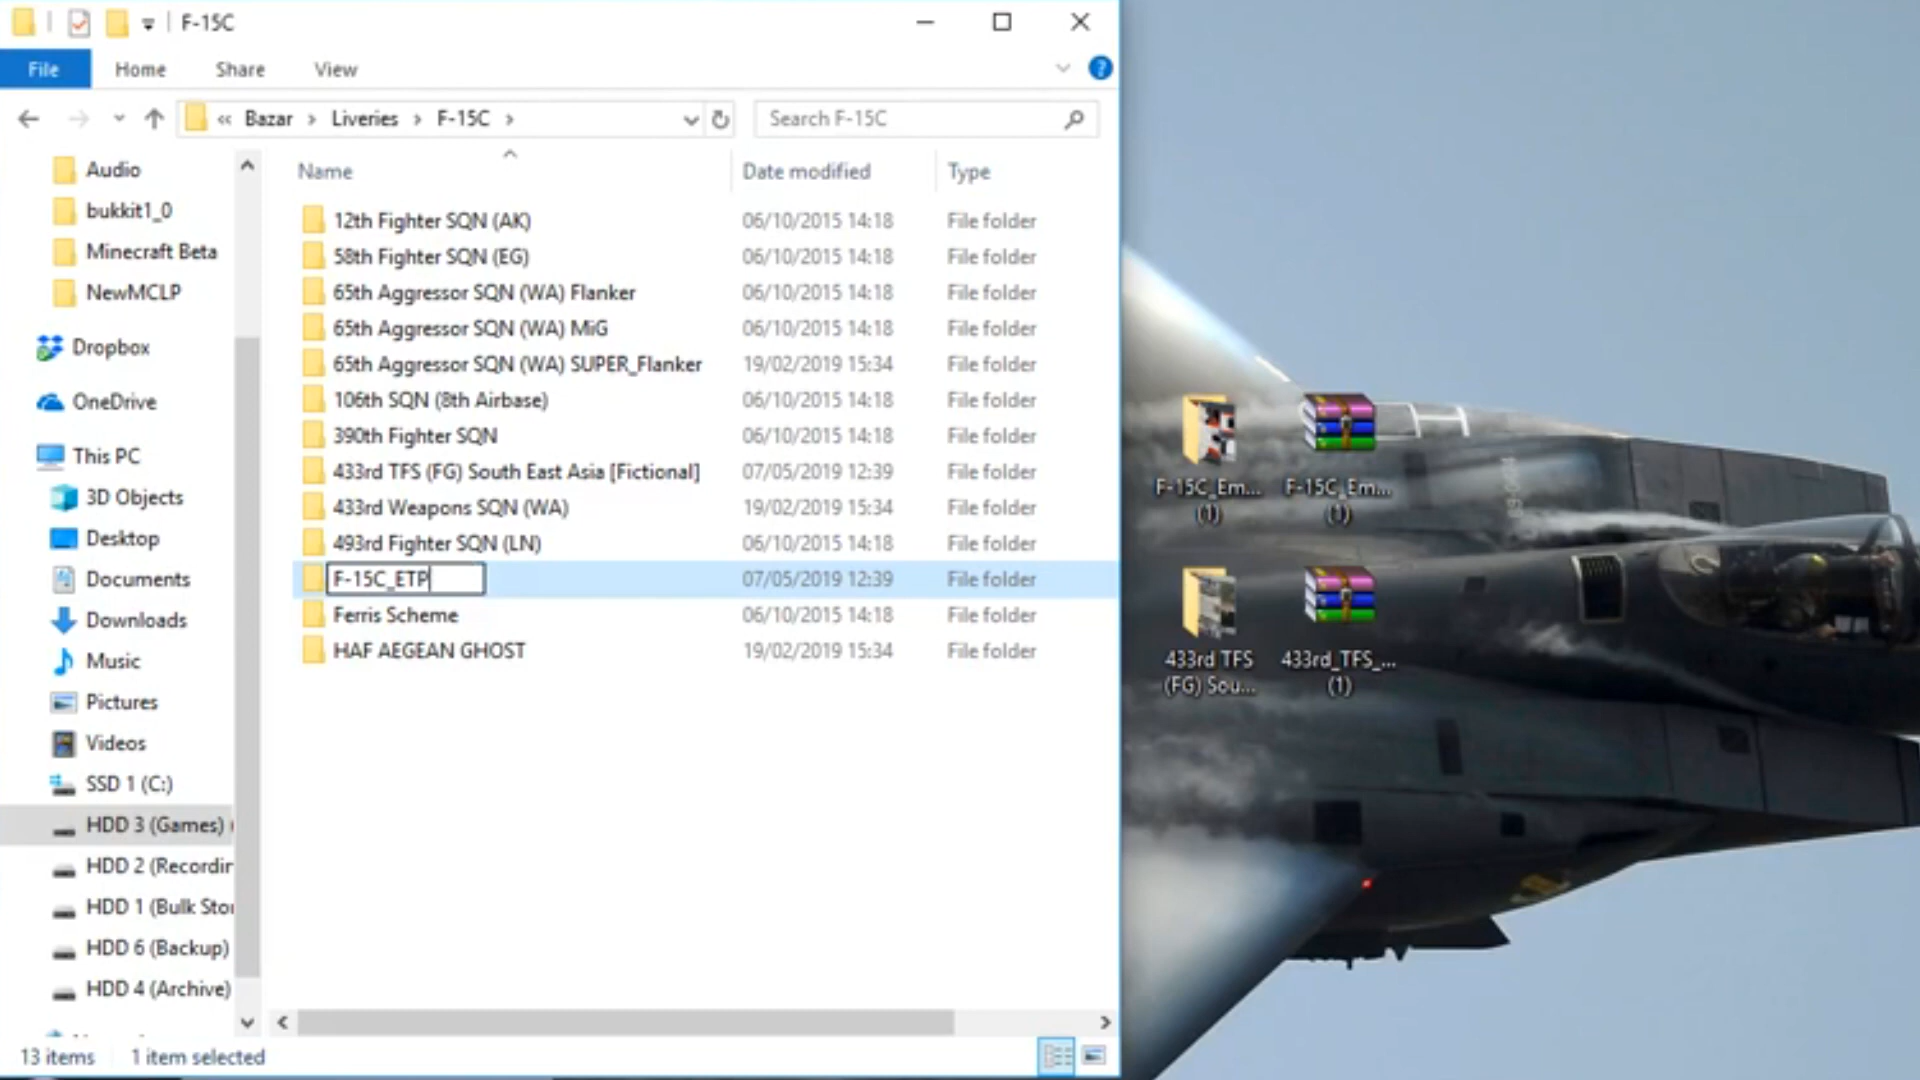 F-15C
File Home Share View
« Bazar > Liveries > F-15C >
Search F-15C
Audio
bukkit1_0
Minecraft Beta
NewMCLP
Dropbox
OneDrive
This PC
3D Objects
Desktop
Documents
Downloads
Music
Pictures
Videos
SSD 1 (C:)
HDD 3 (Games)
HDD 2 (Recordin
HDD 1 (Bulk Sto
HDD 6 (Backup)
HDD 4 (Archive)
Name Date modified Type
12th Fighter SQN (AK) 06/10/2015 14:18 File folder
58th Fighter SQN (EG) 06/10/2015 14:18 File folder
65th Aggressor SQN (WA) Flanker 06/10/2015 14:18 File folder
65th Aggressor SQN (WA) MiG 06/10/2015 14:18 File folder
65th Aggressor SQN (WA) SUPER_Flanker 19/02/2019 15:34 File folder
106th SQN (8th Airbase) 06/10/2015 14:18 File folder
390th Fighter SQN 06/10/2015 14:18 File folder
433rd TFS (FG) South East Asia [Fictional] 07/05/2019 12:39 File folder
433rd Weapons SQN (WA) 19/02/2019 15:34 File folder
493rd Fighter SQN (LN) 06/10/2015 14:18 File folder
F-15C_ETP 07/05/2019 12:39 File folder
Ferris Scheme 06/10/2015 14:18 File folder
HAF AEGEAN GHOST 19/02/2019 15:34 File folder
13 items 1 item selected
F-15C_Em...
(1)
F-15C_Em...
(1)
433rd TFS
(FG) Sou...
433rd_TFS_...
(1)